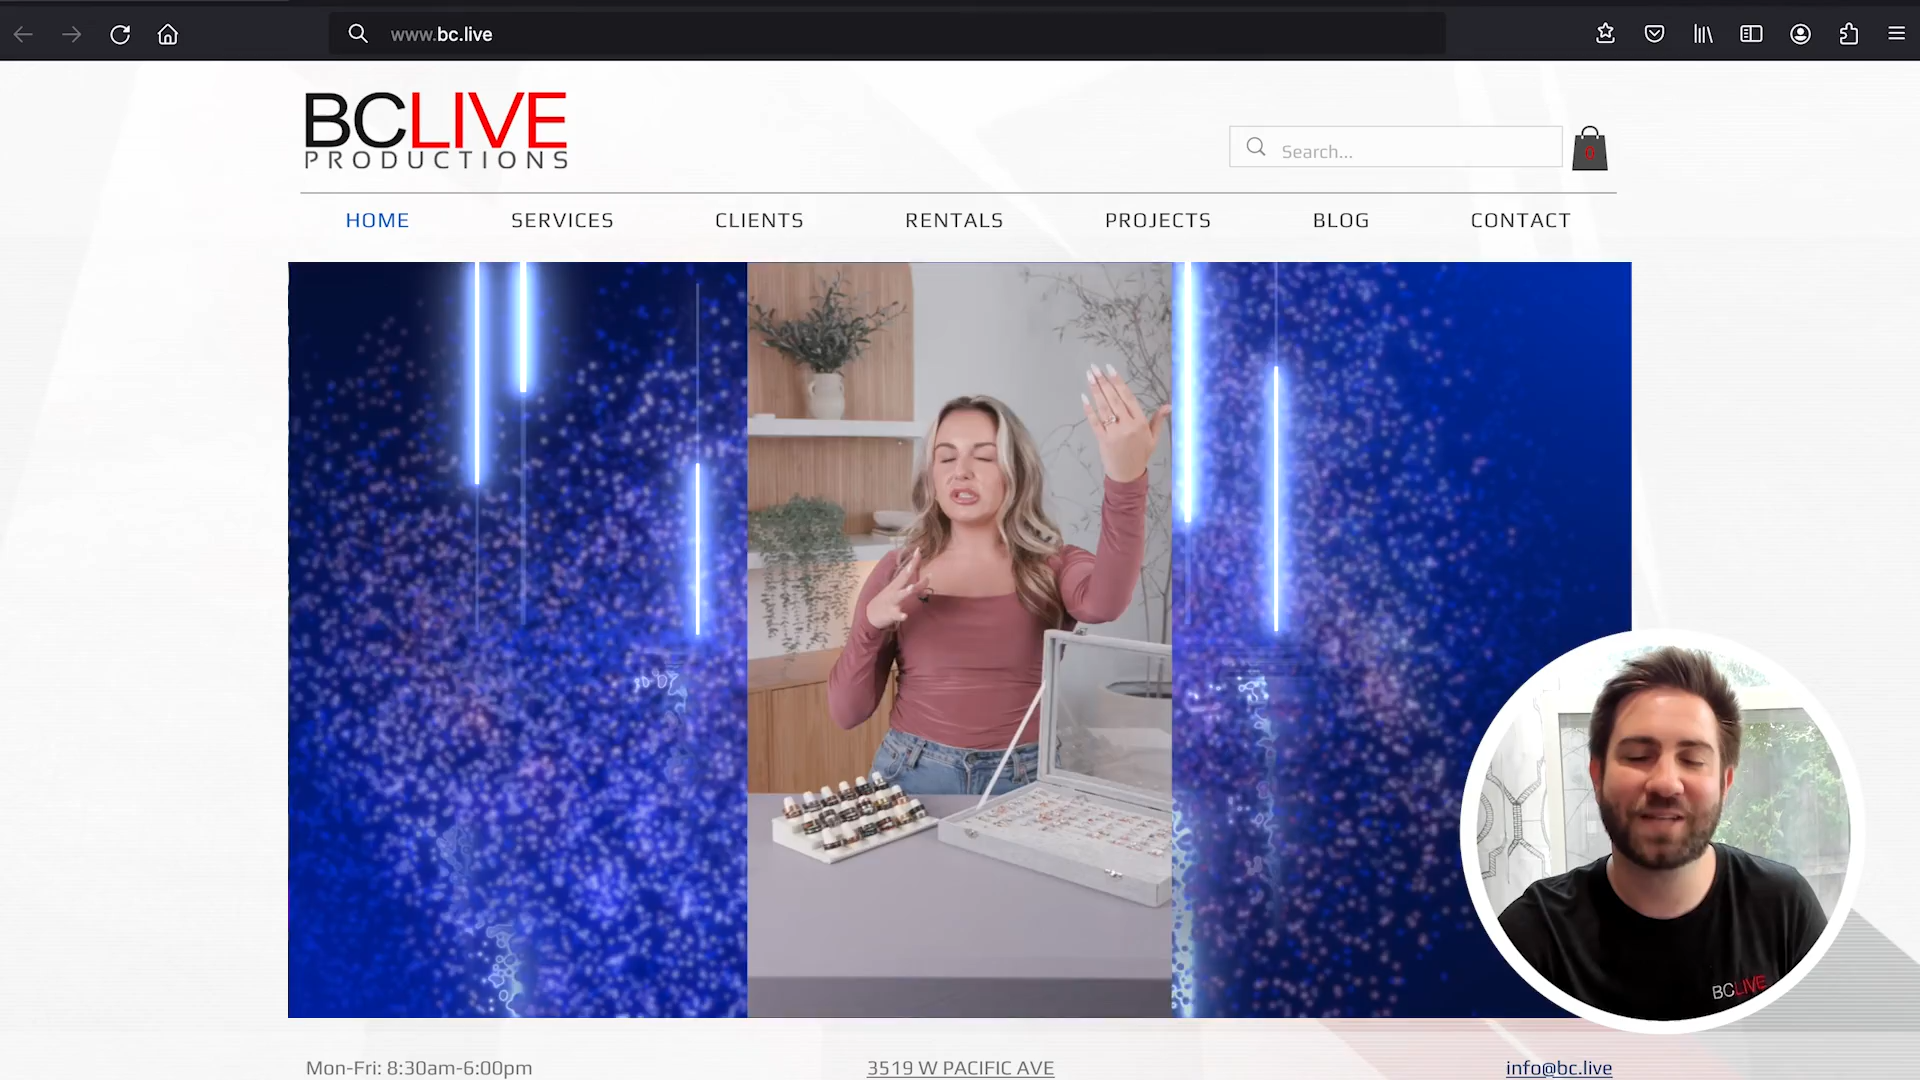 www.bc.live
BCLIVE
PRODUCTIONS
Search...
0
HOME SERVICES CLIENTS RENTALS PROJECTS BLOG CONTACT
BCLIVE
Mon-Fri: 8:30am-6:00pm 3519 W PACIFIC AVE info@bc.live